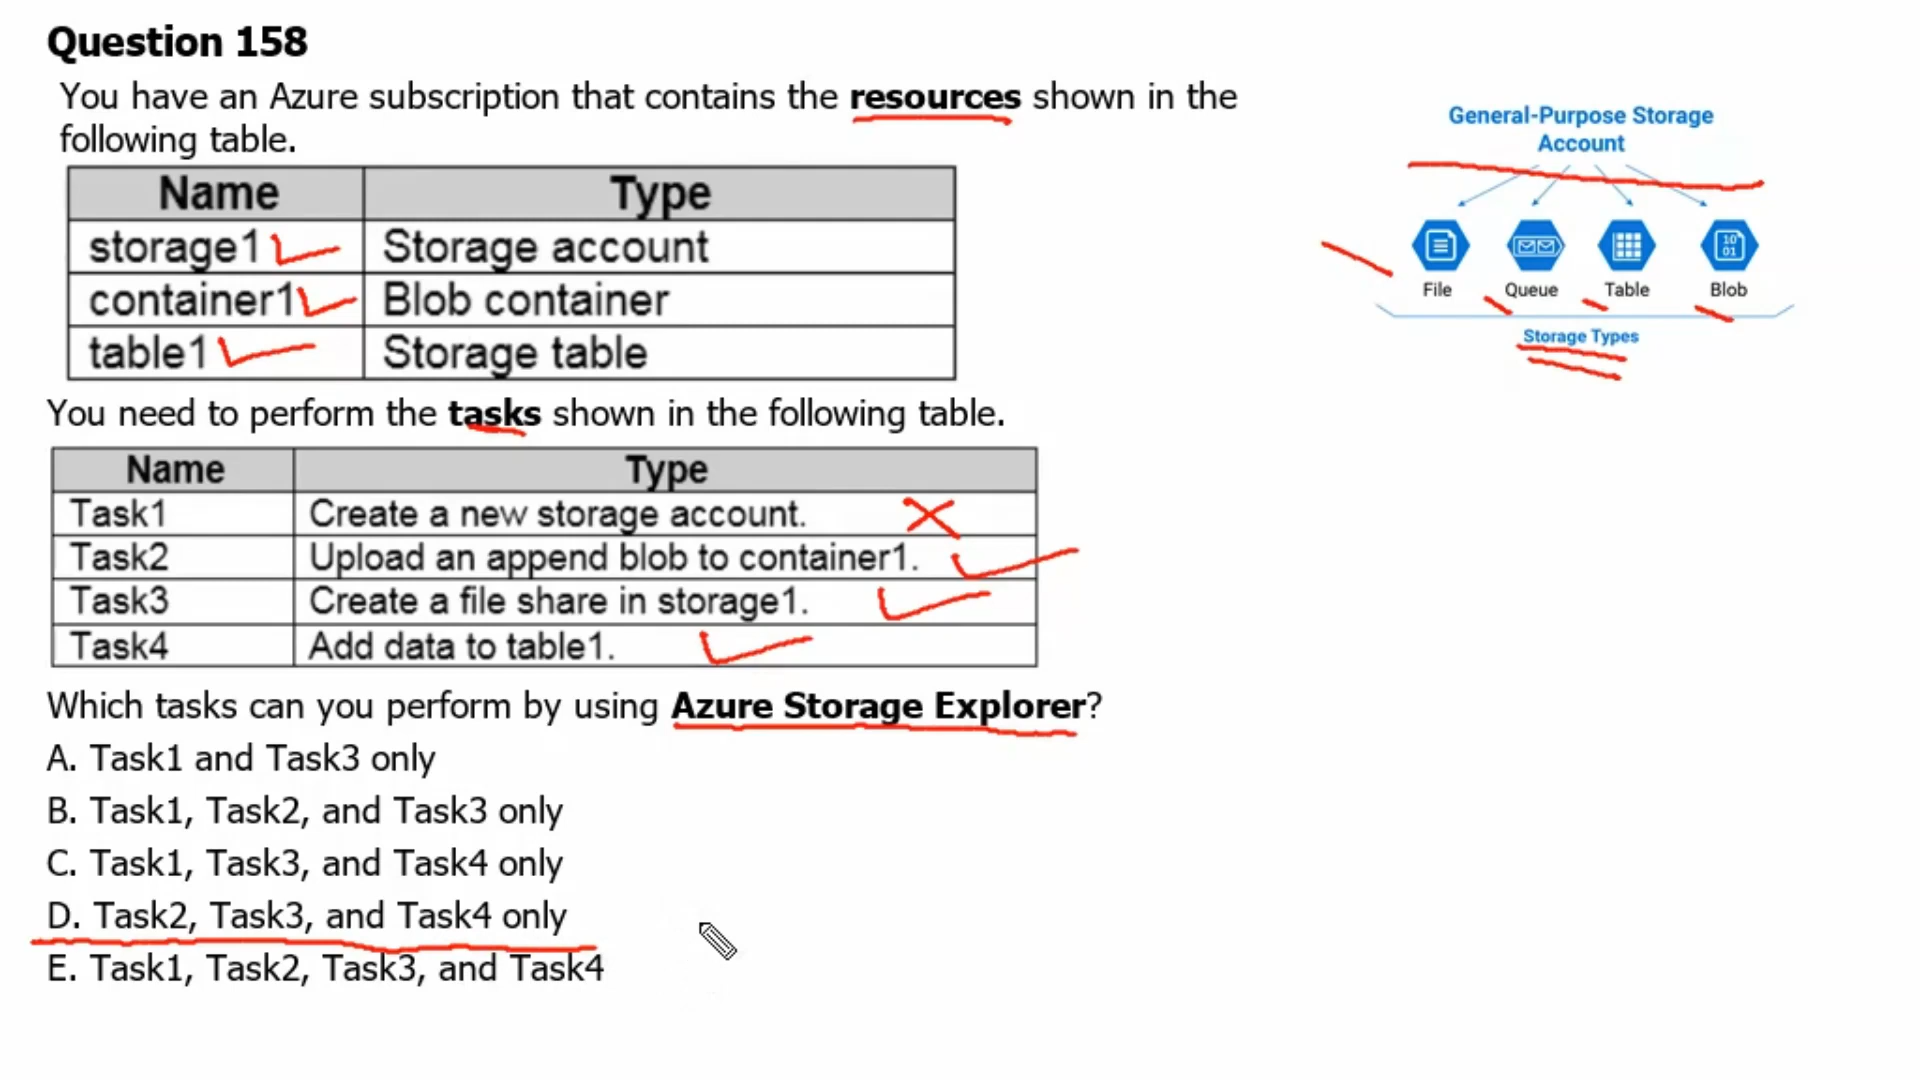 Question 158
You have an Azure subscription that contains the resources shown in the
following table.
Name Type
storage1 Storage account
container1 Blob container
table1 Storage table
You need to perform the tasks shown in the following table.
Name Type
Task1 Create a new storage account.
Task2 Upload an append blob to container1.
Task3 Create a file share in storage1.
Task4 Add data to table1.
Which tasks can you perform by using Azure Storage Explorer?
A. Task1 and Task3 only
B. Task1, Task2, and Task3 only
C. Task1, Task3, and Task4 only
D. Task2, Task3, and Task4 only
E. Task1, Task2, Task3, and Task4
General-Purpose Storage
Account
10
01
File Queue Table Blob
Storage Types